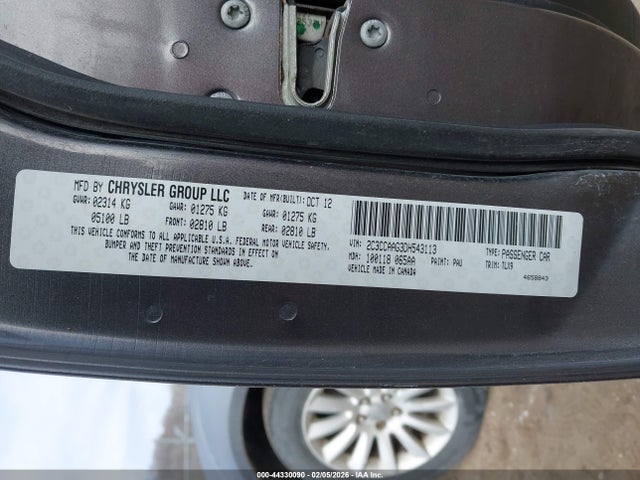 MFD BY CHRYSLER GROUP LLC DATE OF MFR(BUILT): OCT 12
GVWR: 02314 KG GAWR: 01275 KG GAWR: 01275 KG
05100 LB FRONT: 02810 LB REAR: 02810 LB
THIS VEHICLE CONFORMS TO ALL APPLICABLE U.S.A. FEDERAL MOTOR VEHICLE SAFETY,
BUMPER AND THEFT PREVENTION STANDARDS IN EFFECT ON
THE DATE OF MANUFACTURE SHOWN ABOVE.
VIN: 2C3CCAAG3DH543113 TYPE: PASSENGER CAR
MDH: 100118 065AA PAINT: PAU TRIM: TLX9
VEHICLE MADE IN CANADA 4658843
000-44330090 - 02/05/2026 - IAAI.COM